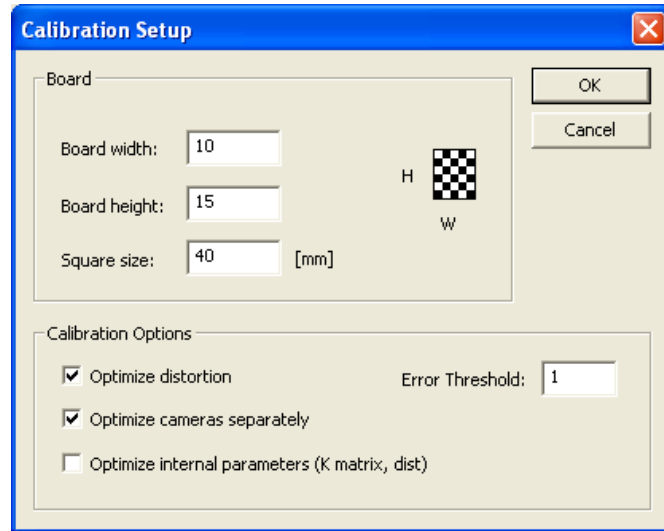 Calibration Setup
Board
OK
Cancel
Board width: 10
Board height: 15
Square size: 40 [mm]
H
W
Calibration Options
Optimize distortion
Error Threshold: 1
Optimize cameras separately
Optimize internal parameters (K matrix, dist)